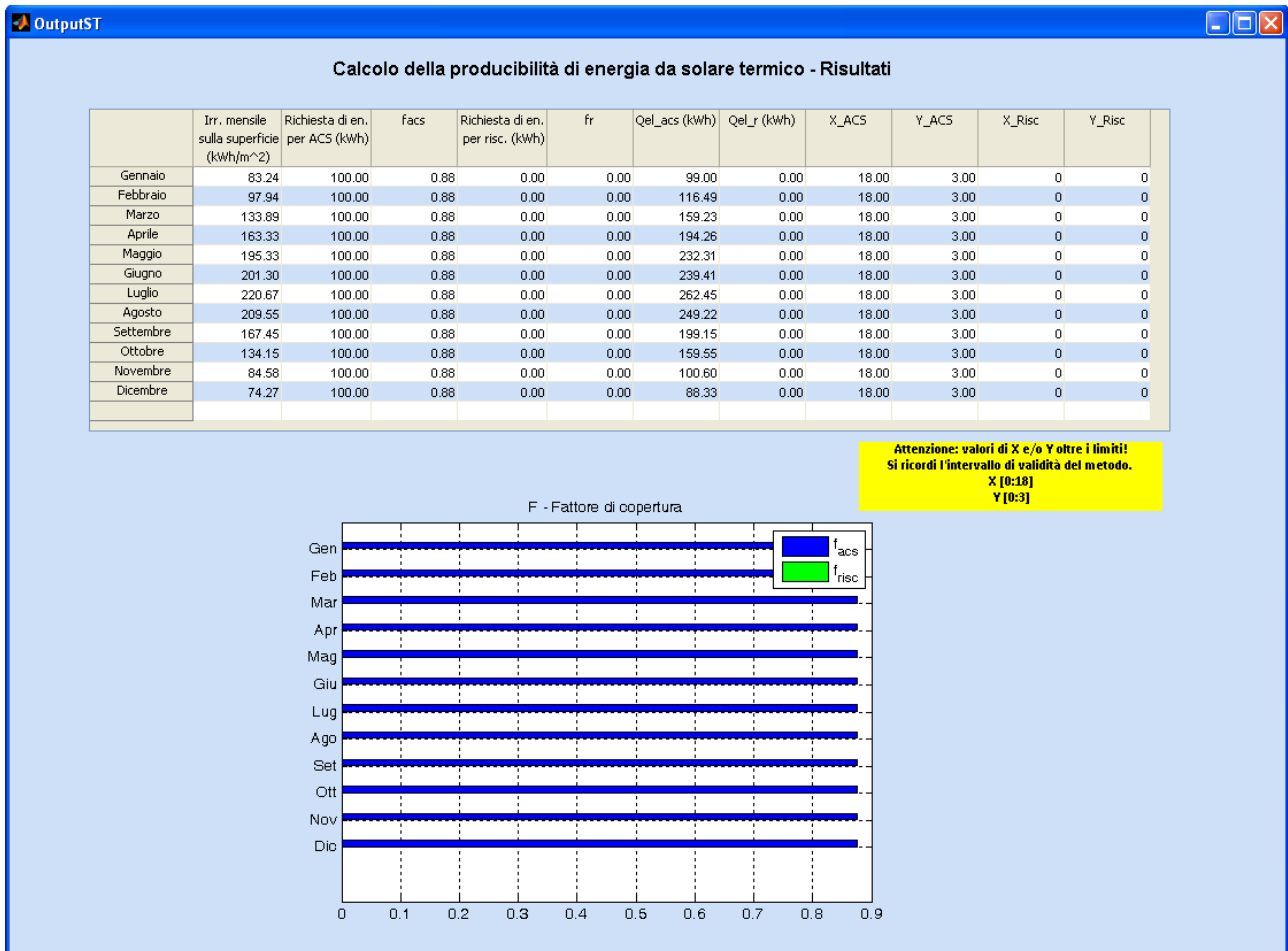 OutputST
Calcolo della producibilità di energia da solare termico - Risultati
Irr. mensile sulla superficie (kWh/m^2) Richiesta di en. per ACS (kWh) facs Richiesta di en. per risc. (kWh) fr Qel_acs (kWh) Qel_r (kWh) X_ACS Y_ACS X_Risc Y_Risc
Gennaio 83.24 100.00 0.88 0.00 0.00 99.00 0.00 18.00 3.00 0 0
Febbraio 97.94 100.00 0.88 0.00 0.00 116.49 0.00 18.00 3.00 0 0
Marzo 133.89 100.00 0.88 0.00 0.00 159.23 0.00 18.00 3.00 0 0
Aprile 163.33 100.00 0.88 0.00 0.00 194.26 0.00 18.00 3.00 0 0
Maggio 195.33 100.00 0.88 0.00 0.00 232.31 0.00 18.00 3.00 0 0
Giugno 201.30 100.00 0.88 0.00 0.00 239.41 0.00 18.00 3.00 0 0
Luglio 220.67 100.00 0.88 0.00 0.00 262.45 0.00 18.00 3.00 0 0
Agosto 209.55 100.00 0.88 0.00 0.00 249.22 0.00 18.00 3.00 0 0
Settembre 167.45 100.00 0.88 0.00 0.00 199.15 0.00 18.00 3.00 0 0
Ottobre 134.15 100.00 0.88 0.00 0.00 159.55 0.00 18.00 3.00 0 0
Novembre 84.58 100.00 0.88 0.00 0.00 100.60 0.00 18.00 3.00 0 0
Dicembre 74.27 100.00 0.88 0.00 0.00 88.33 0.00 18.00 3.00 0 0
Attenzione: valori di X e/o Y oltre i limiti!
Si ricordi l'intervallo di validità del metodo.
X [0:18]
Y [0:3]
F - Fattore di copertura
f_acs
f_risc
Gen
Feb
Mar
Apr
Mag
Giu
Lug
Ago
Set
Ott
Nov
Dic
0 0.1 0.2 0.3 0.4 0.5 0.6 0.7 0.8 0.9